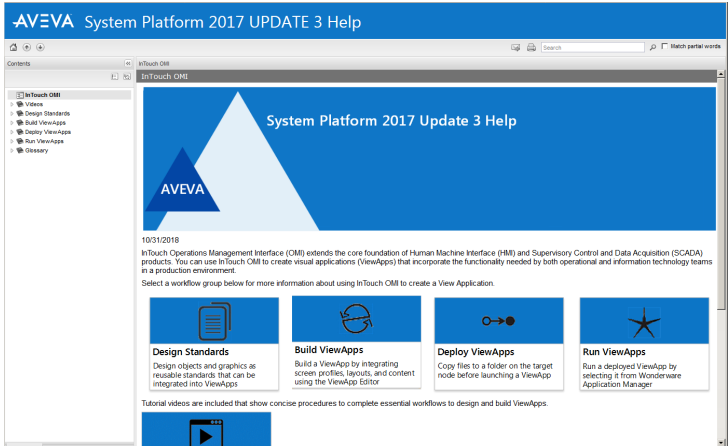 AVEVA System Platform 2017 UPDATE 3 Help
Search
Match partial words
Contents
InTouch OMI
InTouch OMI
InTouch OMI
Videos
Design Standards
Build ViewApps
Deploy ViewApps
Run ViewApps
Glossary
System Platform 2017 Update 3 Help
AVEVA
10/31/2018
InTouch Operations Management Interface (OMI) extends the core foundation of Human Machine Interface (HMI) and Supervisory Control and Data Acquisition (SCADA)
products. You can use InTouch OMI to create visual applications (ViewApps) that incorporate the functionality needed by both operational and information technology teams
in a production environment.
Select a workflow group below for more information about using InTouch OMI to create a View Application.
Design Standards
Design objects and graphics as
reusable standards that can be
integrated into ViewApps
Build ViewApps
Build a ViewApp by integrating
screen profiles, layouts, and content
using the ViewApp Editor
Deploy ViewApps
Copy files to a folder on the target
node before launching a ViewApp
Run ViewApps
Run a deployed ViewApp by
selecting it from Wonderware
Application Manager
Tutorial videos are included that show concise procedures to complete essential workflows to design and build ViewApps.